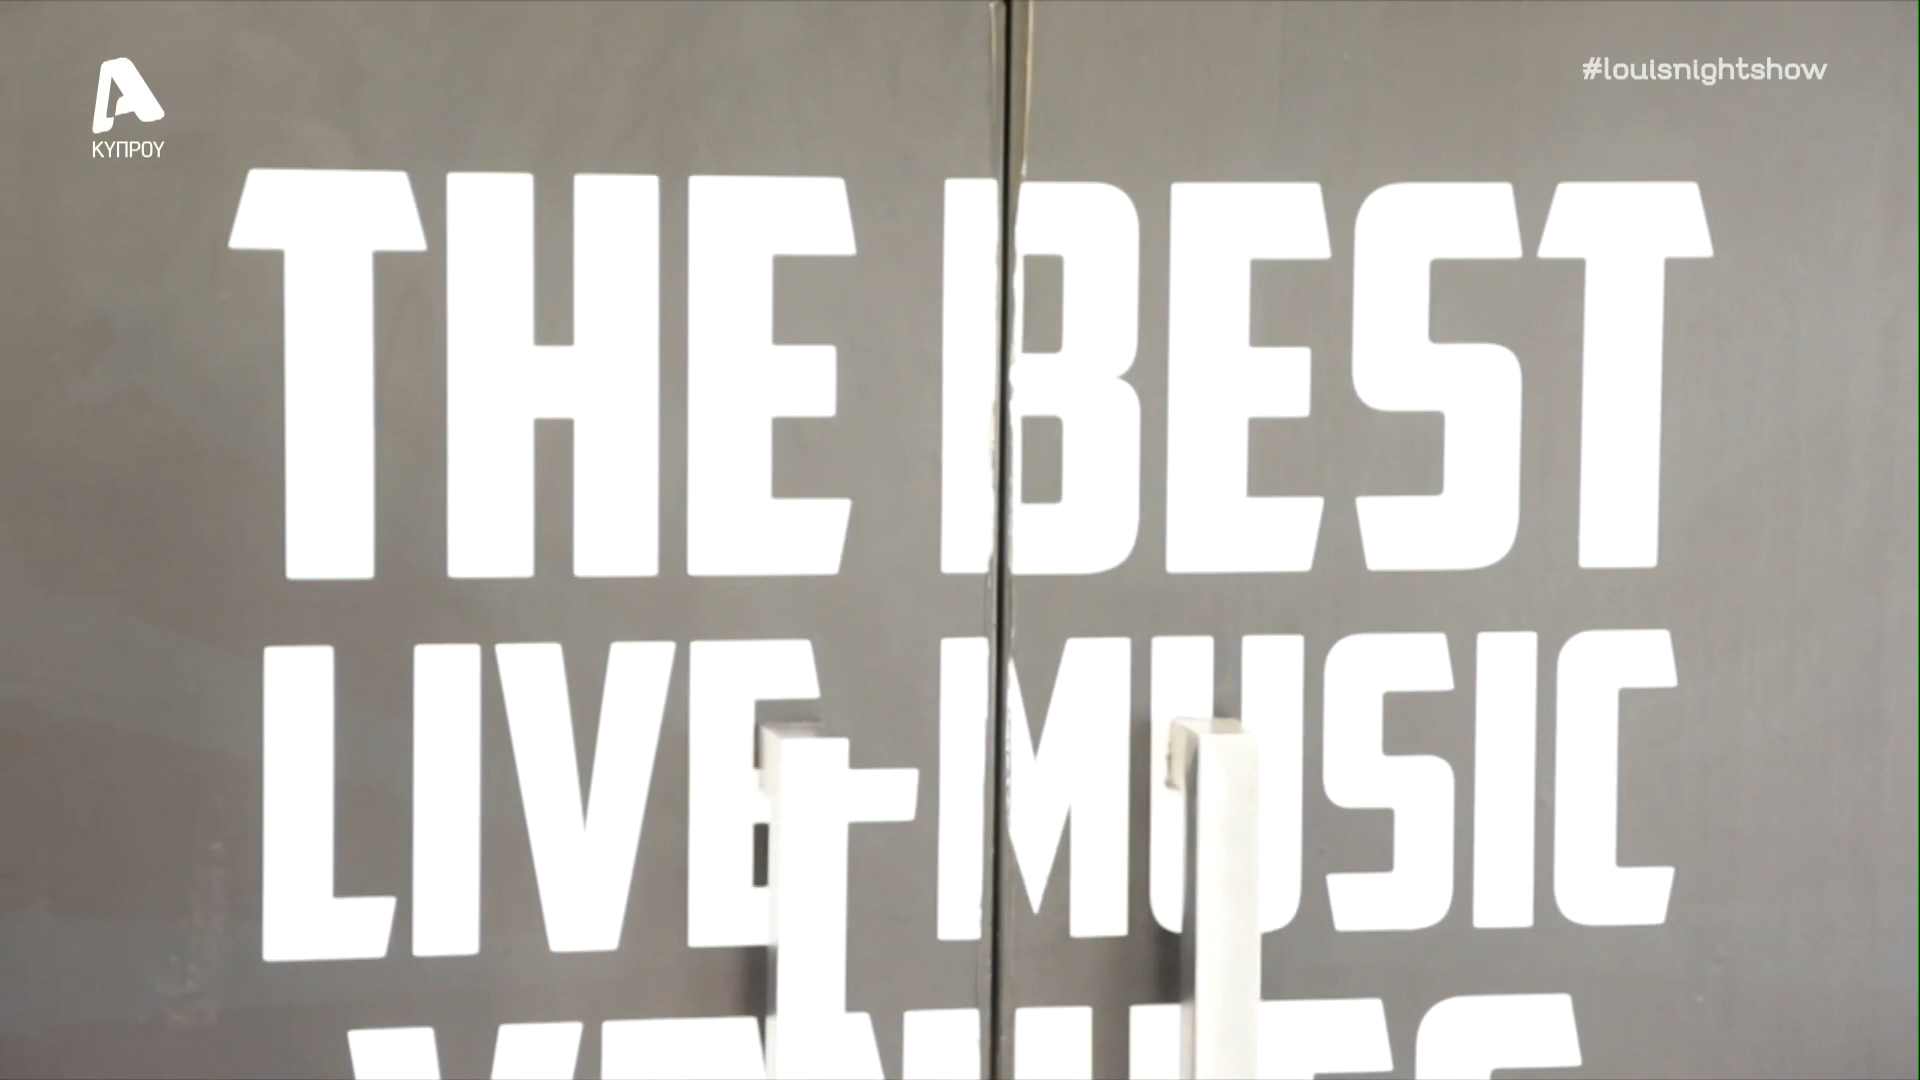 ΚΥΠΡΟΥ
#louisnightshow
THE BEST
LIVE MUSIC